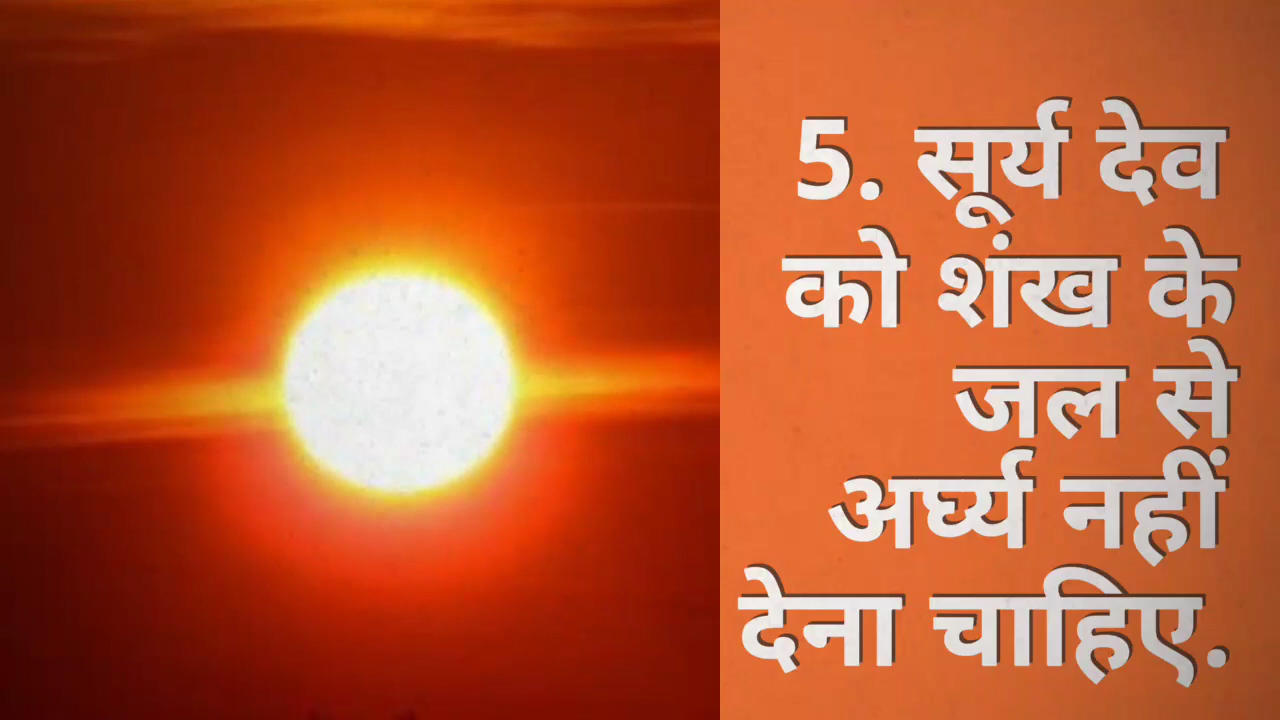 5. सूर्य देव
को शंख के
जल से
अर्घ्य नहीं
देना चाहिए.